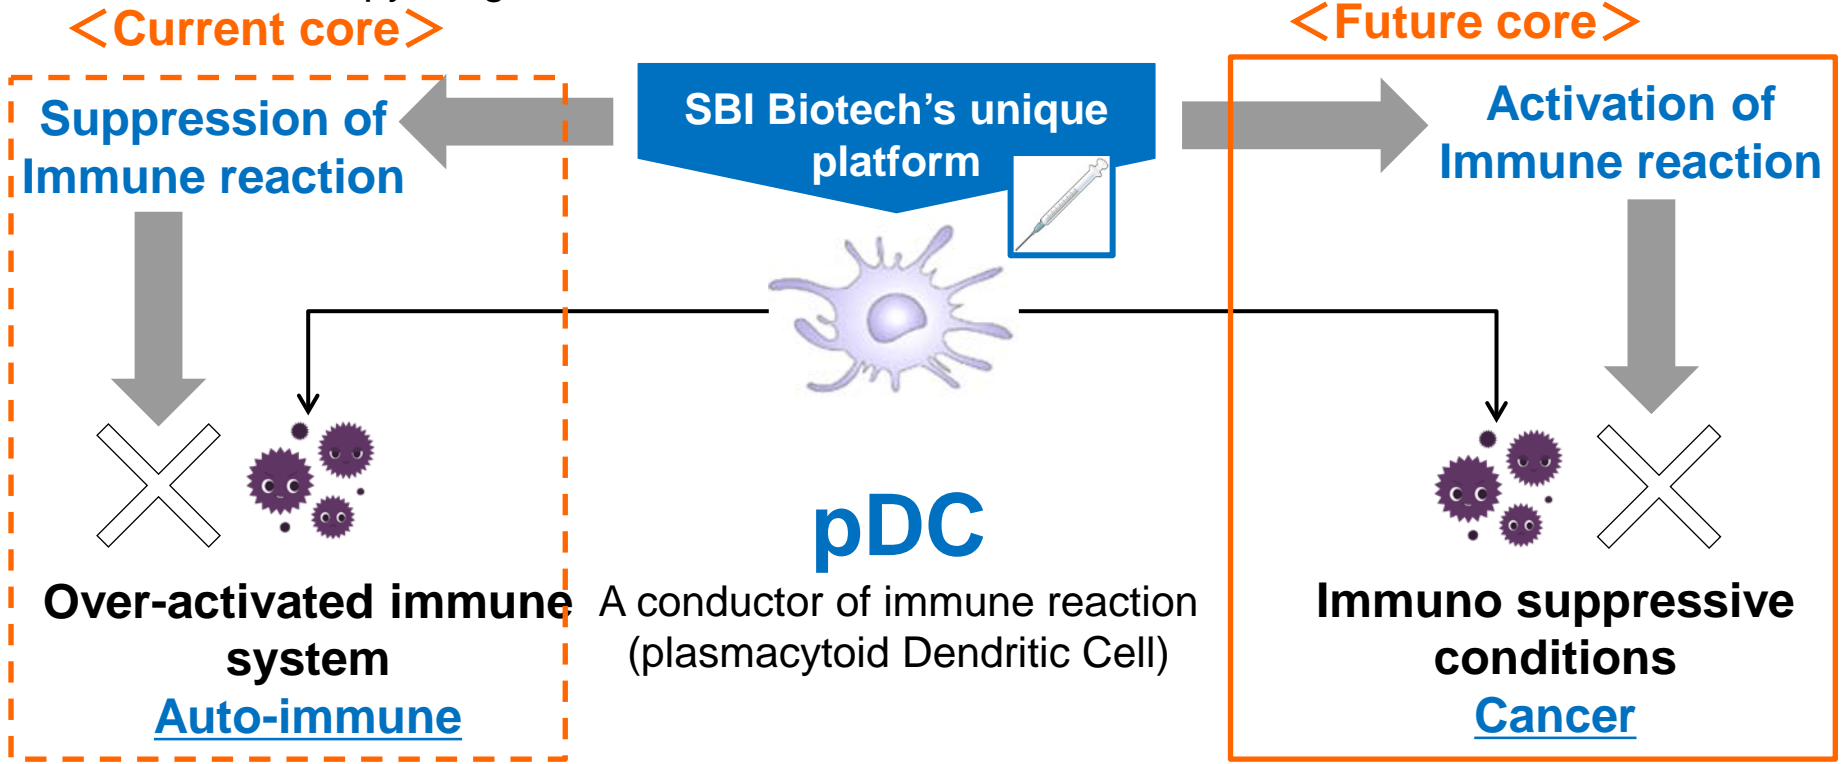 ＜Current core＞
Suppression of
Immune reaction
Over-activated immune
system
Auto-immune
SBI Biotech’s unique
platform
pDC
A conductor of immune reaction
(plasmacytoid Dendritic Cell)
＜Future core＞
Activation of
Immune reaction
Immuno suppressive
conditions
Cancer